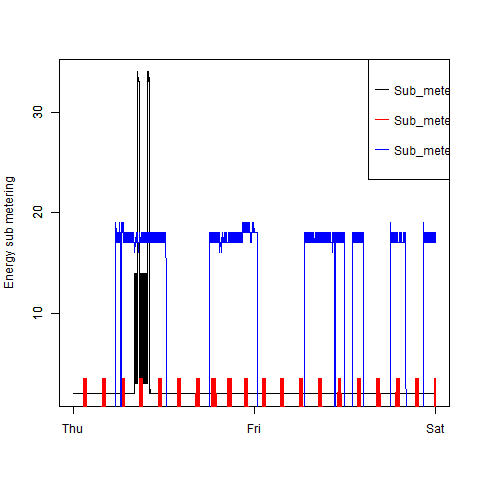 Energy sub metering
30
20
10
Sub_mete
Sub_mete
Sub_mete
Thu Fri Sat